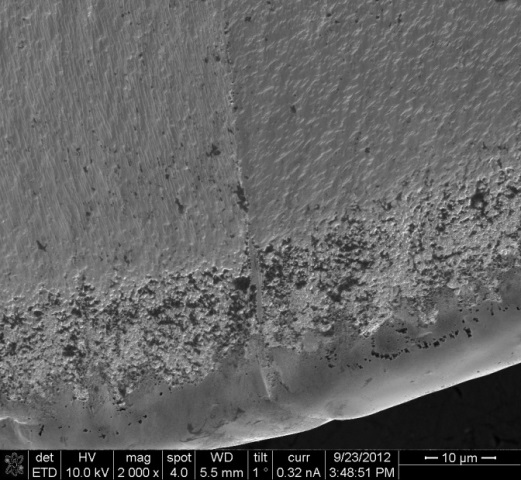 det HV mag spot WD tilt curr 9/23/2012 10 µm
ETD 10.0 kV 2 000 x 4.0 5.5 mm 1 ° 0.32 nA 3:48:51 PM